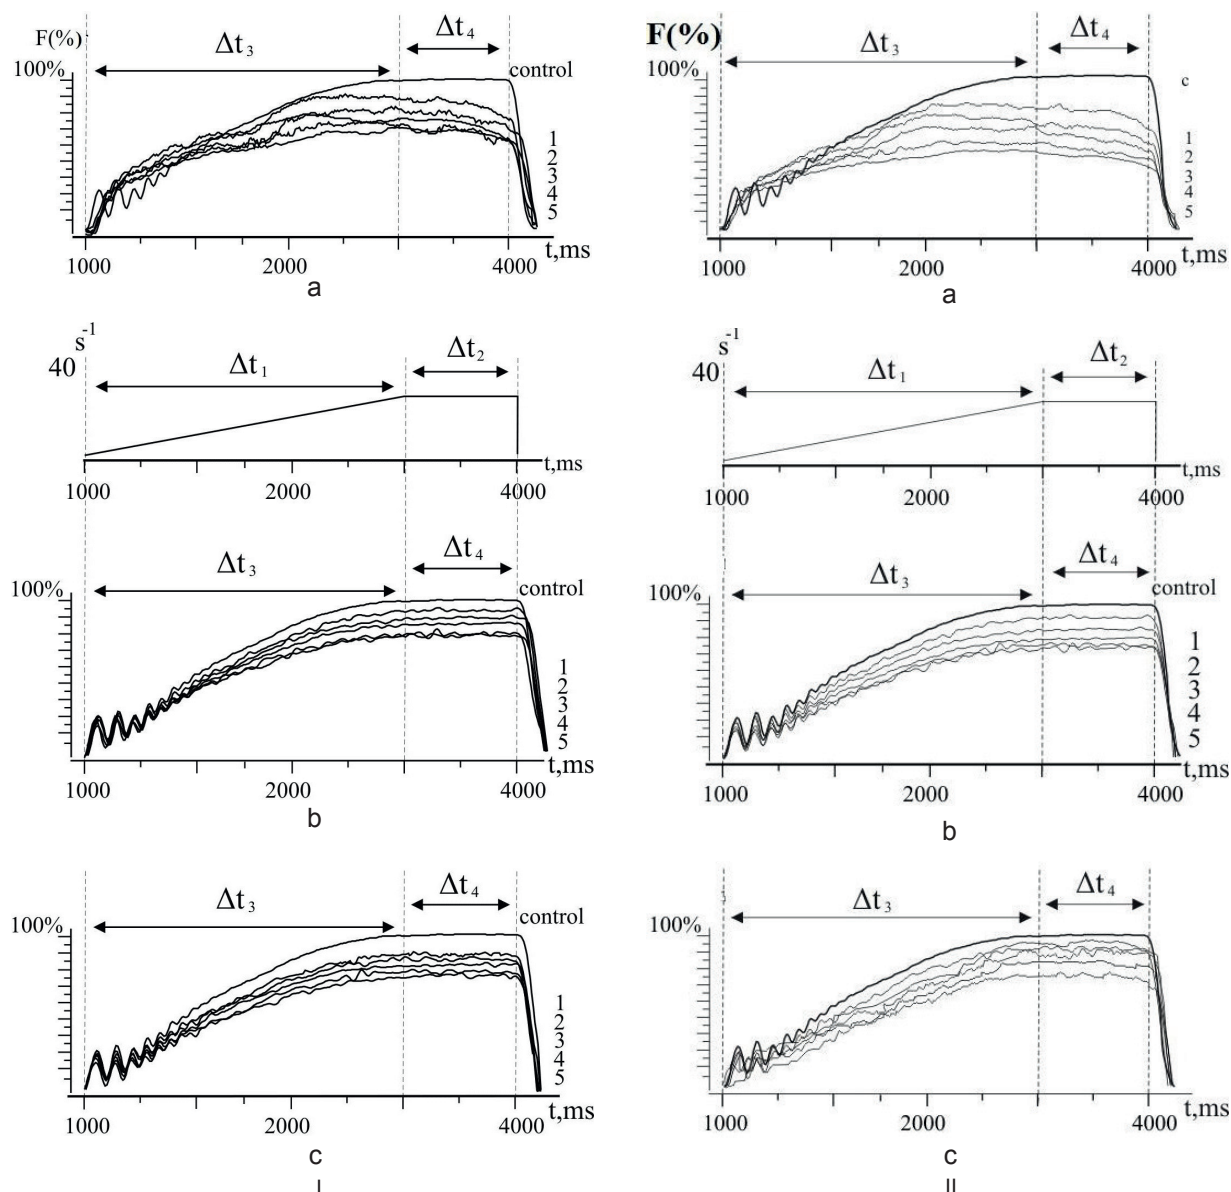 F(%)
Δt₃
Δt₄
100%
control
1
2
3
4
5
1000
2000
4000
t,ms
a
s⁻¹
40
Δt₁
Δt₂
t,ms
1000
2000
4000
Δt₃
Δt₄
100%
control
1
2
3
4
5
t,ms
1000
2000
4000
b
Δt₃
Δt₄
100%
control
1
2
3
4
5
t,ms
1000
2000
4000
c
I
F(%)
Δt₃
Δt₄
100%
c
1
2
3
4
5
t,ms
1000
2000
4000
a
s⁻¹
40
Δt₁
Δt₂
t,ms
1000
2000
4000
Δt₃
Δt₄
100%
control
1
2
3
4
5
t,ms
1000
2000
4000
b
Δt₃
Δt₄
100%
t,ms
1000
2000
4000
c
II